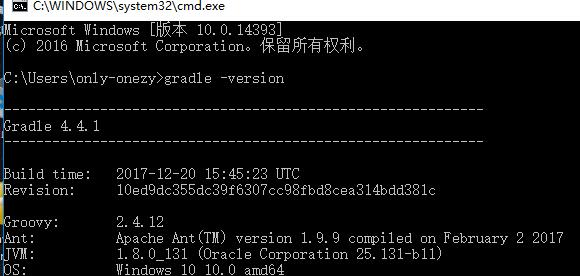 C:\WINDOWS\system32\cmd.exe
Microsoft Windows [版本 10.0.14393]
(c) 2016 Microsoft Corporation。保留所有权利。
C:\Users\only-onezy>gradle -version
------------------------------------------------------------
Gradle 4.4.1
------------------------------------------------------------
Build time:   2017-12-20 15:45:23 UTC
Revision:     10ed9dc355dc39f6307cc98fbd8cea314bdd381c
Groovy:       2.4.12
Ant:          Apache Ant(TM) version 1.9.9 compiled on February 2 2017
JVM:          1.8.0_131 (Oracle Corporation 25.131-b11)
OS:           Windows 10 10.0 amd64